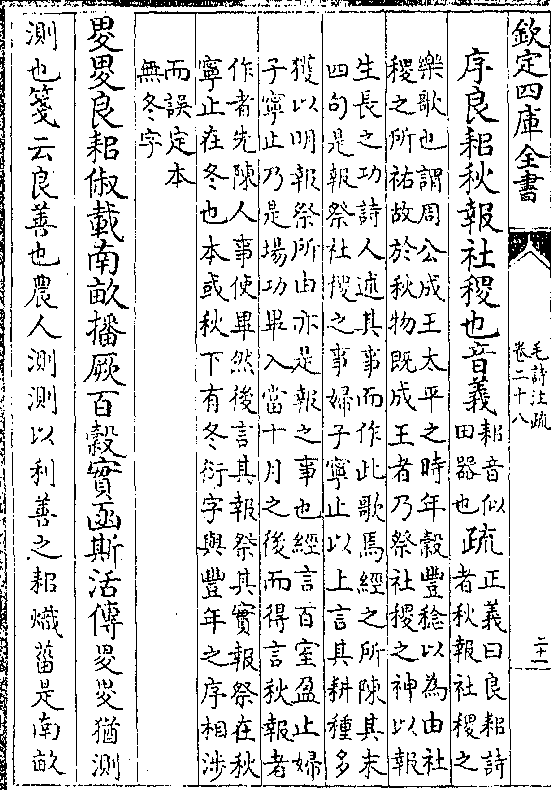 欽定四庫全書
毛詩注疏
卷二十八
二十一
序良耜秋報社稷也音義
耜音似
田器也
疏
正義曰良耜詩
者秋報社稷之
樂歌也謂周公成王太平之時年穀豐稔以為由社
稷之所祐故於秋物既成王者乃祭社稷之神以報
生長之功詩人述其事而作此歌焉經之所陳其末
四句是報祭社稷之事婦子寧止以上言其耕種多
獲以明報祭所由亦是報之事也經言百室盈止婦
子寧止乃是場功畢入當十月之後而得言秋報者
作者先陳人事使畢然後言其報祭其實報祭在秋
寧止在冬也本或秋下有冬衍字與豐年之序相涉
而誤定本
無冬字
畟畟良耜俶載南畝播厥百穀實函斯活傳畟畟猶測
測也箋云良善也農人測測以利善之耜熾菑是南畝